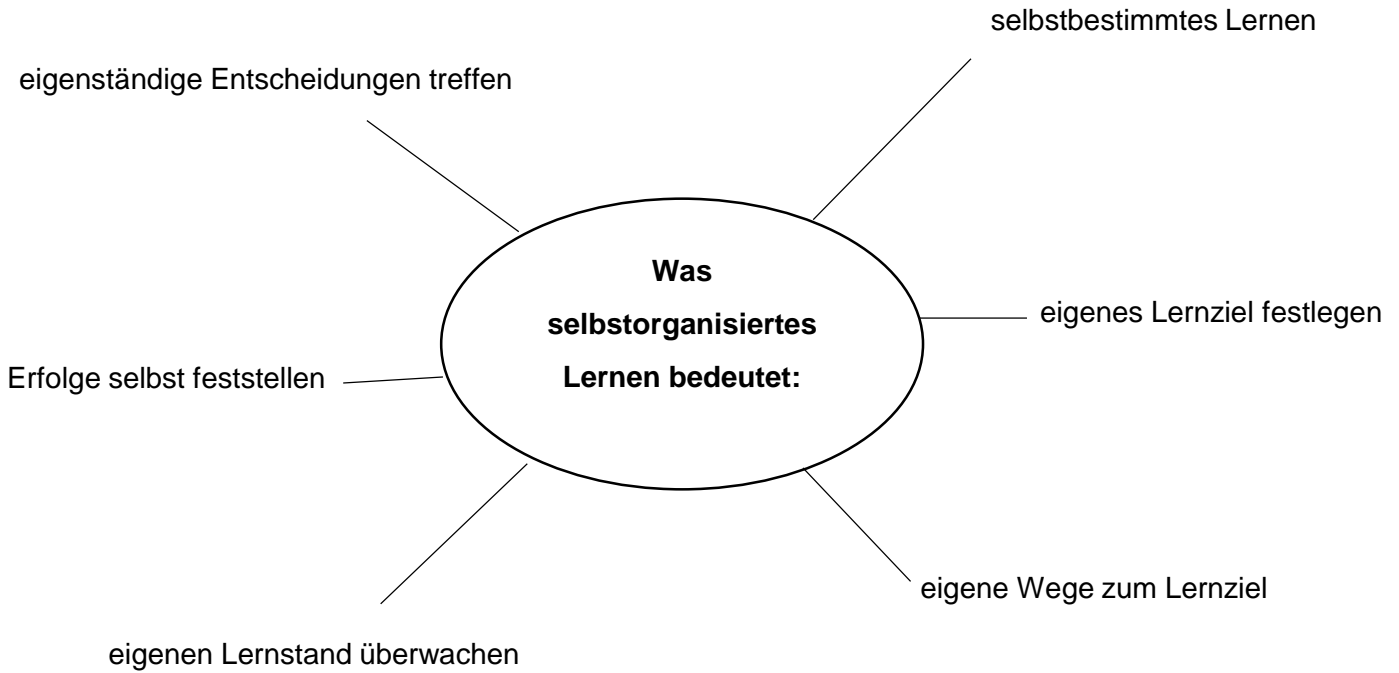 selbstbestimmtes Lernen
eigenständige Entscheidungen treffen
Was
selbstorganisiertes
Lernen bedeutet:
eigenes Lernziel festlegen
Erfolge selbst feststellen
eigene Wege zum Lernziel
eigenen Lernstand überwachen